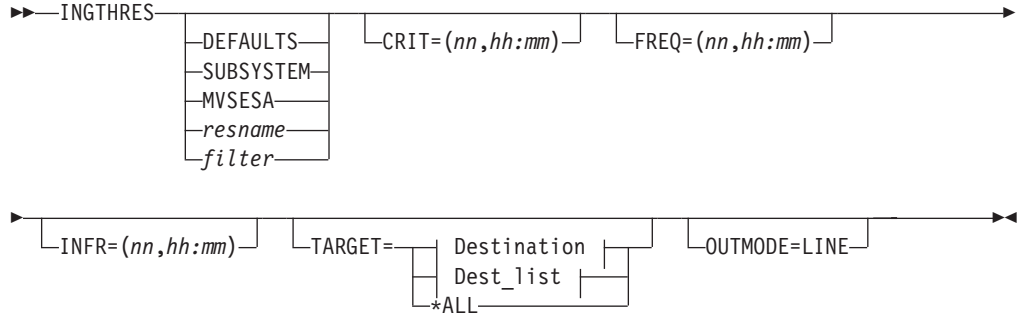 INGTHRES
DEFAULTS
SUBSYSTEM
MVSESA
resname
filter
CRIT=(nn,hh:mm)
FREQ=(nn,hh:mm)
INFR=(nn,hh:mm)
TARGET=
Destination
Dest_list
*ALL
OUTMODE=LINE